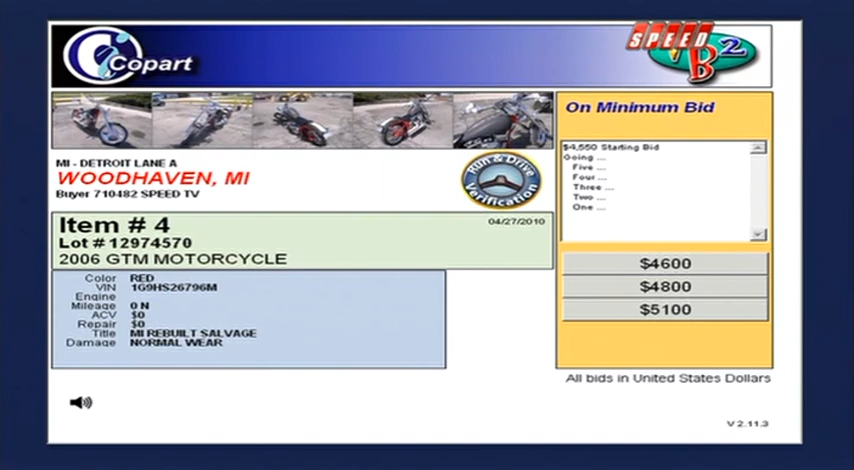 Copart
SPEED
VB2
MI - DETROIT LANE A
WOODHAVEN, MI
Buyer 710482 SPEED TV
Run & Drive
Verification
Item # 4
04/27/2010
Lot # 12974570
2006 GTM MOTORCYCLE
Color RED
VIN 1G9HS26796M
Engine
Mileage 0 N
ACV $0
Repair $0
Title MI REBUILT SALVAGE
Damage NORMAL WEAR
On Minimum Bid
$4,550 Starting Bid
Going ...
Five ...
Four ...
Three ...
Two ...
One ...
$4600
$4800
$5100
All bids in United States Dollars
V 2.11.3